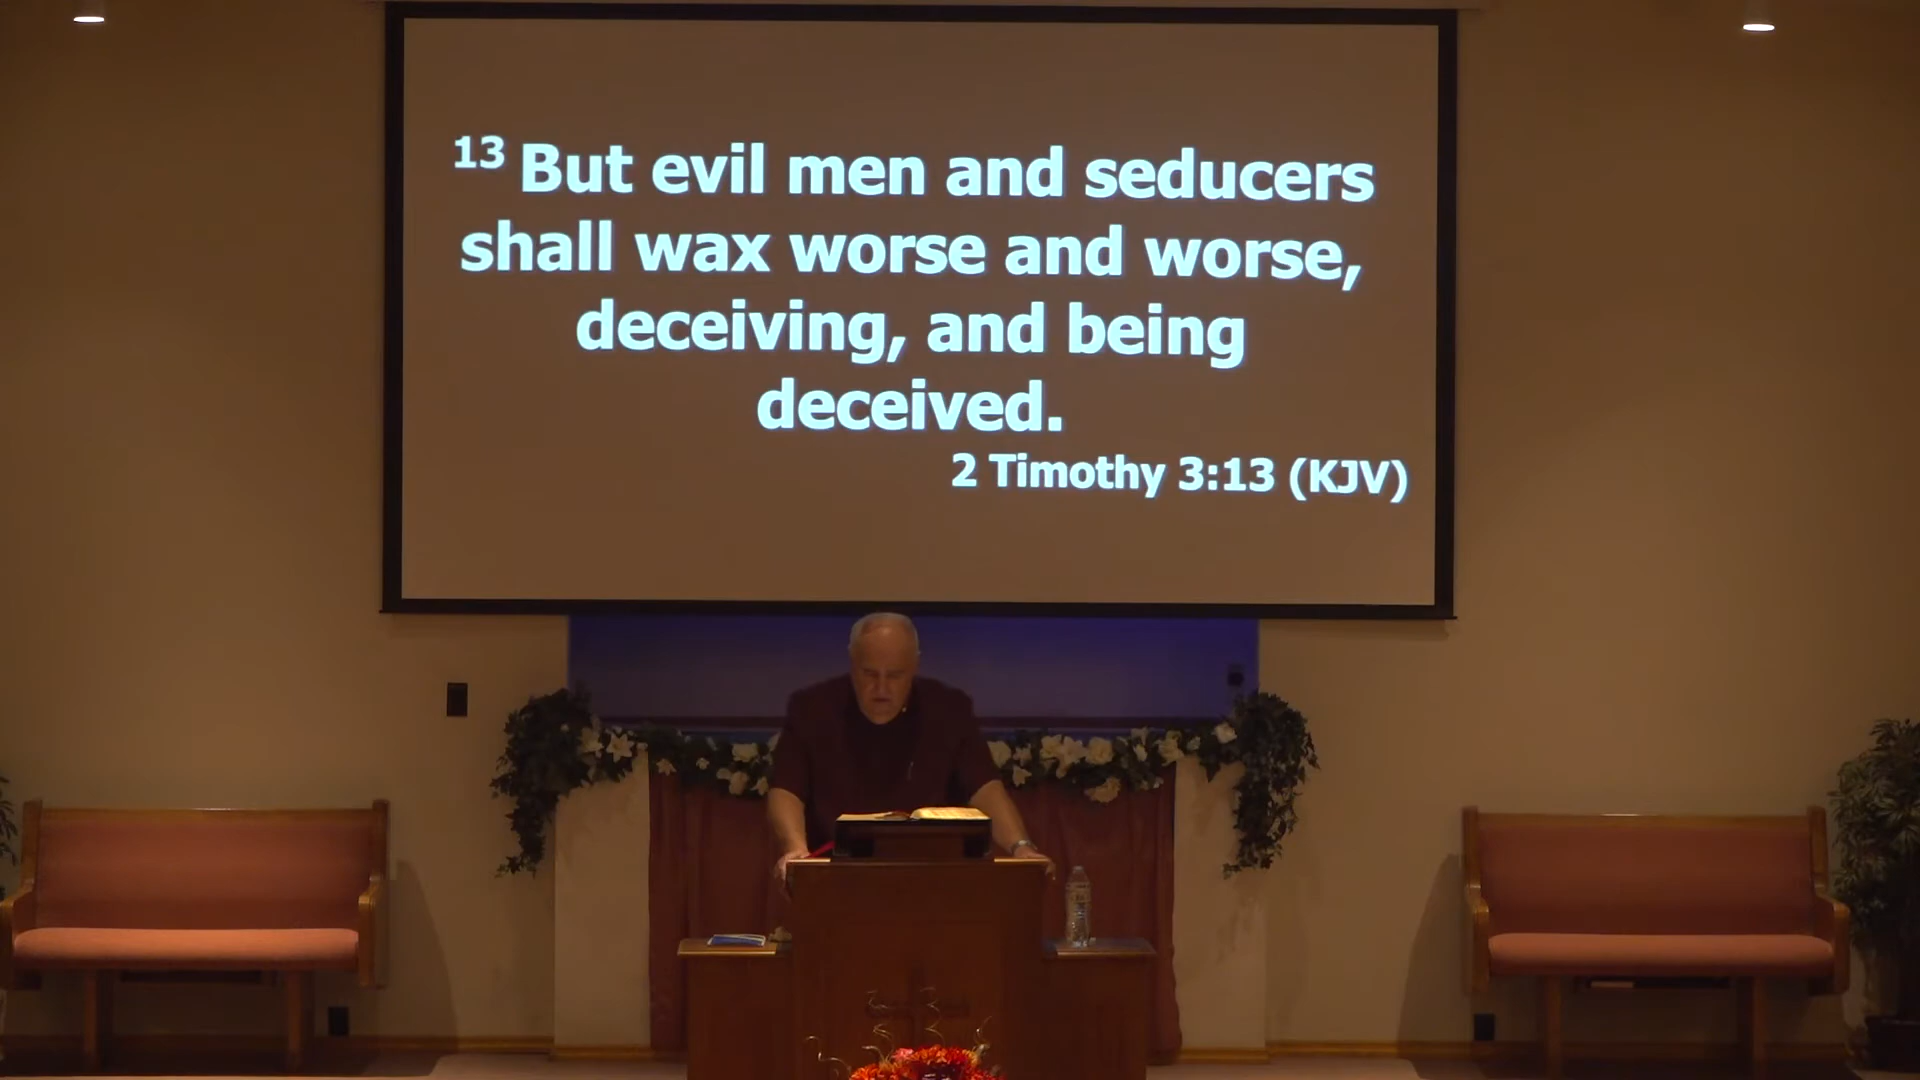 13 But evil men and seducers
shall wax worse and worse,
deceiving, and being
deceived.
2 Timothy 3:13 (KJV)